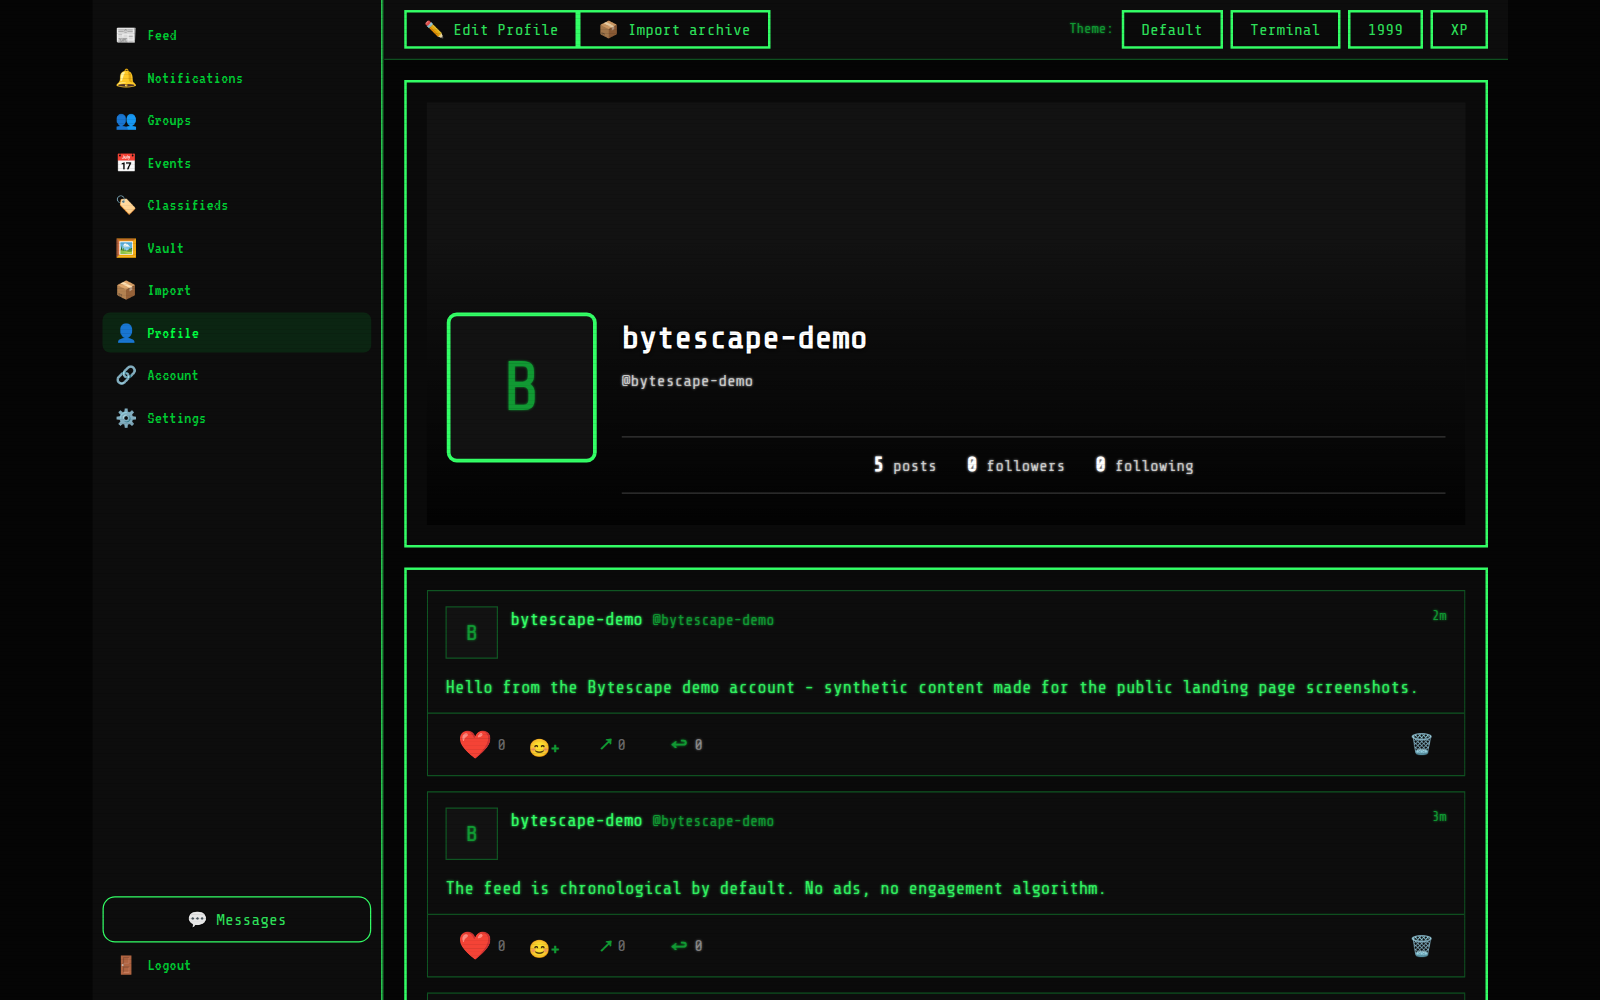 Feed
Notifications
Groups
Events
Classifieds
Vault
Import
Profile
Account
Settings
Messages
Logout
Edit Profile
Import archive
Theme:
Default
Terminal
1999
XP
B
bytescape-demo
@bytescape-demo
5 posts 0 followers 0 following
B
bytescape-demo @bytescape-demo
2m
Hello from the Bytescape demo account - synthetic content made for the public landing page screenshots.
0 + 0 0
B
bytescape-demo @bytescape-demo
3m
The feed is chronological by default. No ads, no engagement algorithm.
0 + 0 0